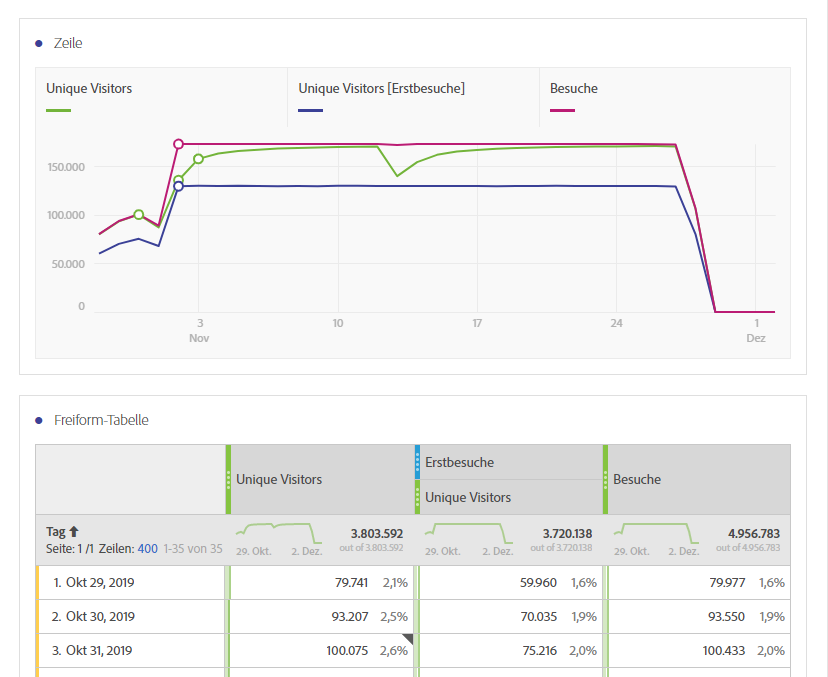 Zeile
Unique Visitors
Unique Visitors [Erstbesuche]
Besuche
150.000
100.000
50.000
0
3 10 17 24 1
Nov Dez
Freiform-Tabelle
Unique Visitors
Erstbesuche
Unique Visitors
Besuche
Tag
Seite: 1 /1 Zeilen: 400 1-35 von 35
29. Okt. 2. Dez. 3.803.592
out of 3.803.592
29. Okt. 2. Dez. 3.720.138
out of 3.720.138
29. Okt. 2. Dez. 4.956.783
out of 4.956.783
1. Okt 29, 2019 79.741 2,1% 59.960 1,6% 79.977 1,6%
2. Okt 30, 2019 93.207 2,5% 70.035 1,9% 93.550 1,9%
3. Okt 31, 2019 100.075 2,6% 75.216 2,0% 100.433 2,0%